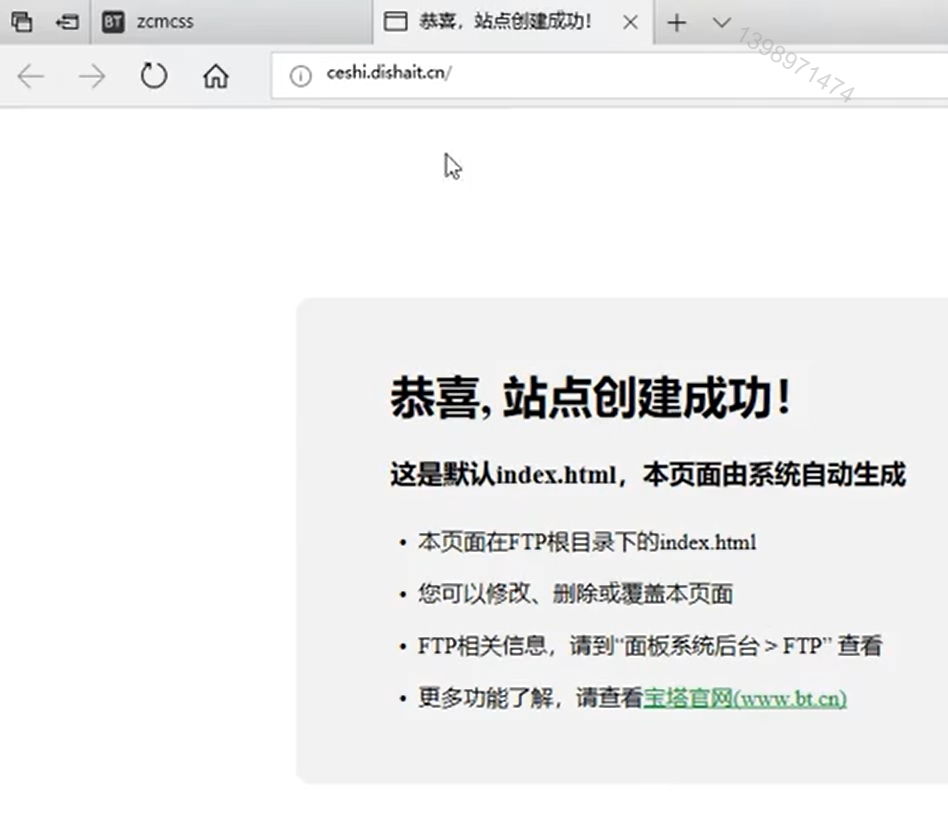 BT zcmcss
恭喜，站点创建成功！
ceshi.dishait.cn/
1398971474
恭喜, 站点创建成功！
这是默认index.html，本页面由系统自动生成
• 本页面在FTP根目录下的index.html
• 您可以修改、删除或覆盖本页面
• FTP相关信息，请到“面板系统后台 > FTP” 查看
• 更多功能了解，请查看宝塔官网(www.bt.cn)